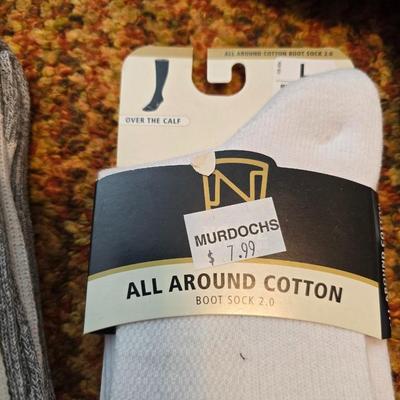 ALL AROUND COTTON BOOT SOCK 2.0
L
OVER THE CALF
N
MURDOCHS
$ 7.99
ALL AROUND COTTON
BOOT SOCK 2.0